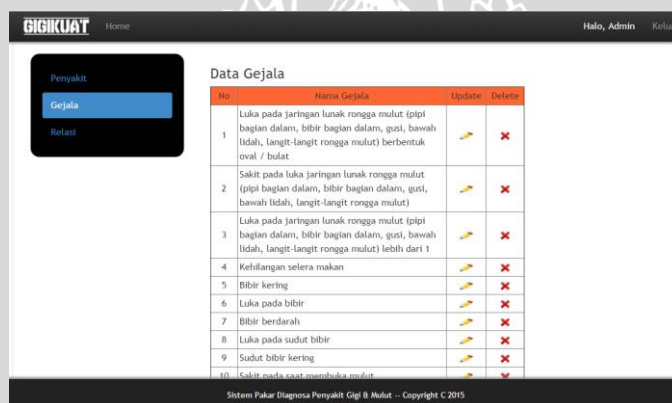 GIGIKUAT Home Halo, Admin
Penyakit
Gejala
Relasi
Data Gejala
No Nama Gejala Update Delete
1 Luka pada jaringan lunak rongga mulut (pipi
bagian dalam, bibir bagian dalam, gusi, bawah
lidah, langit-langit rongga mulut) berbentuk
oval / bulat
2 Sakit pada luka jaringan lunak rongga mulut
(pipi bagian dalam, bibir bagian dalam, gusi,
bawah lidah, langit-langit rongga mulut)
3 Luka pada jaringan lunak rongga mulut (pipi
bagian dalam, bibir bagian dalam, gusi, bawah
lidah, langit-langit rongga mulut) lebih dari 1
4 Kehilangan selera makan
5 Bibir kering
6 Luka pada bibir
7 Bibir berdarah
8 Luka pada sudut bibir
9 Sudut bibir kering
10 Sakit pada saat membuka mulut
Sistem Pakar Diagnosa Penyakit Gigi & Mulut -- Copyright C 2015